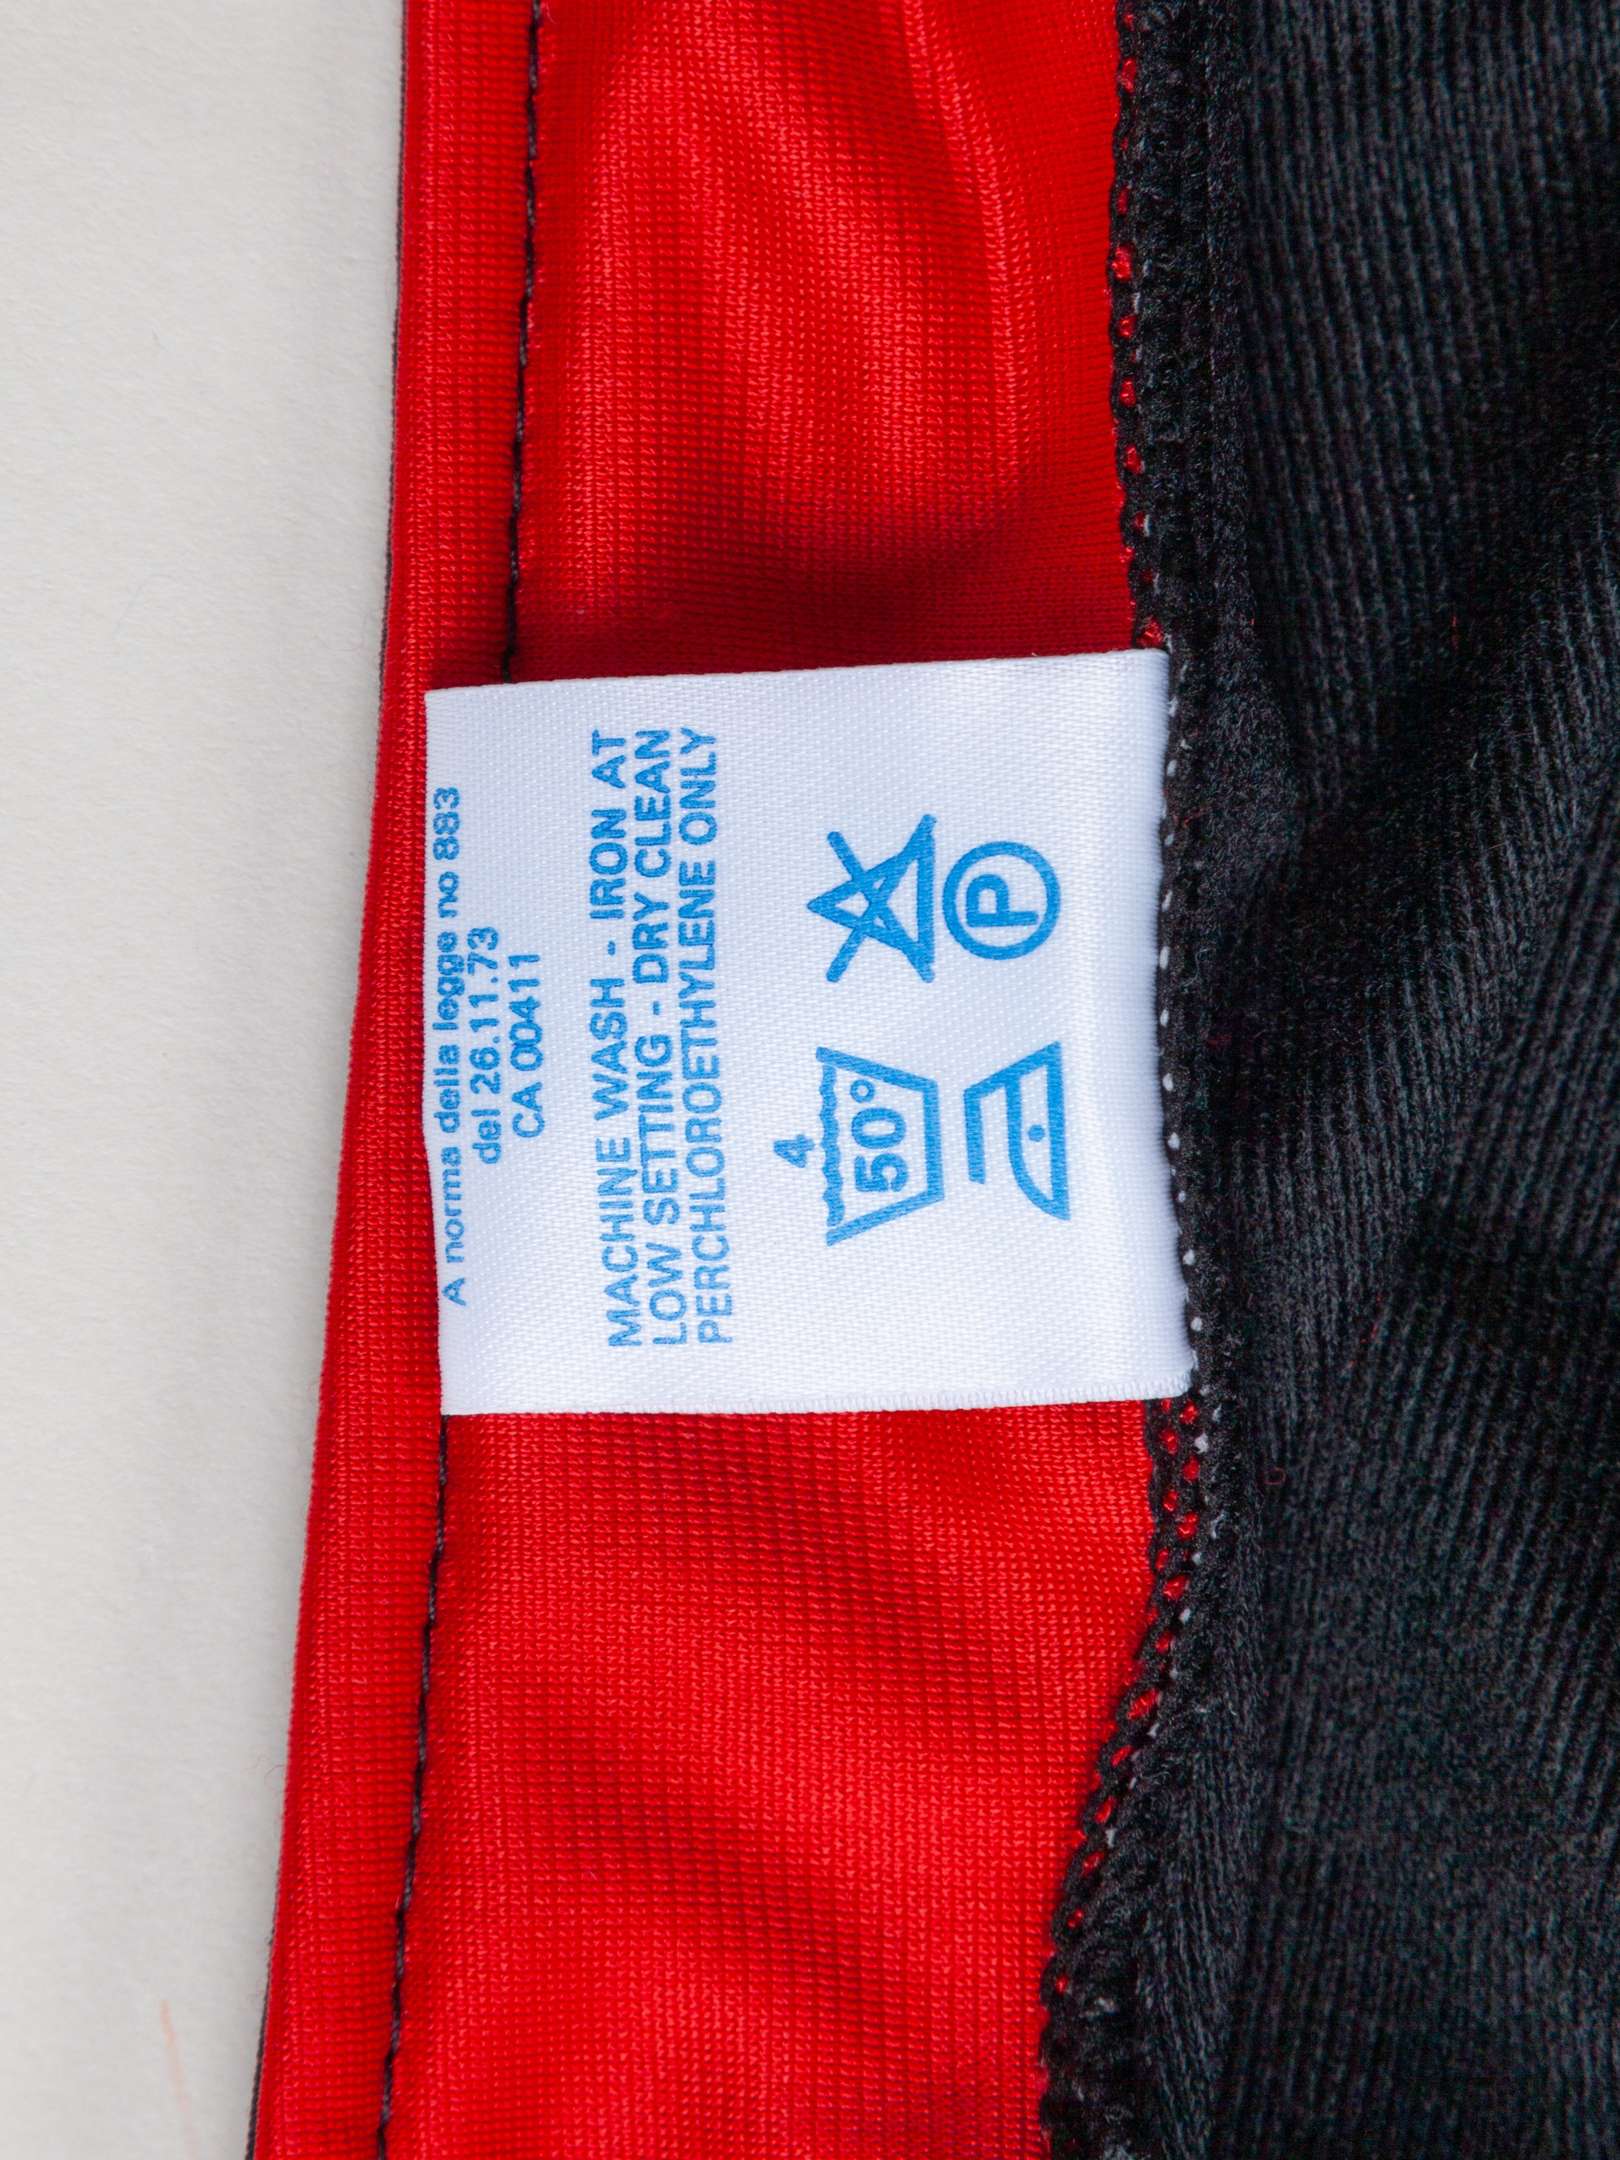 A norma della legge no 883
del 26.11.73
CA 00411
MACHINE WASH - IRON AT
LOW SETTING - DRY CLEAN
PERCHLOROETHYLENE ONLY
4
50°
P